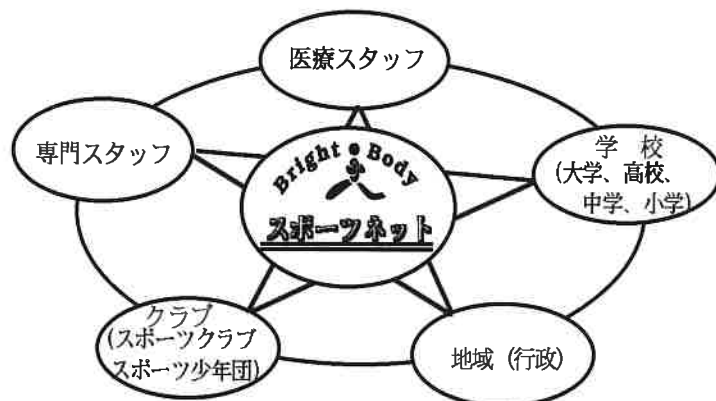 医療スタッフ
専門スタッフ
Bright Body
スポーツネット
学 校
(大学、高校、
中学、小学)
クラブ
(スポーツクラブ
スポーツ少年団)
地域 (行政)